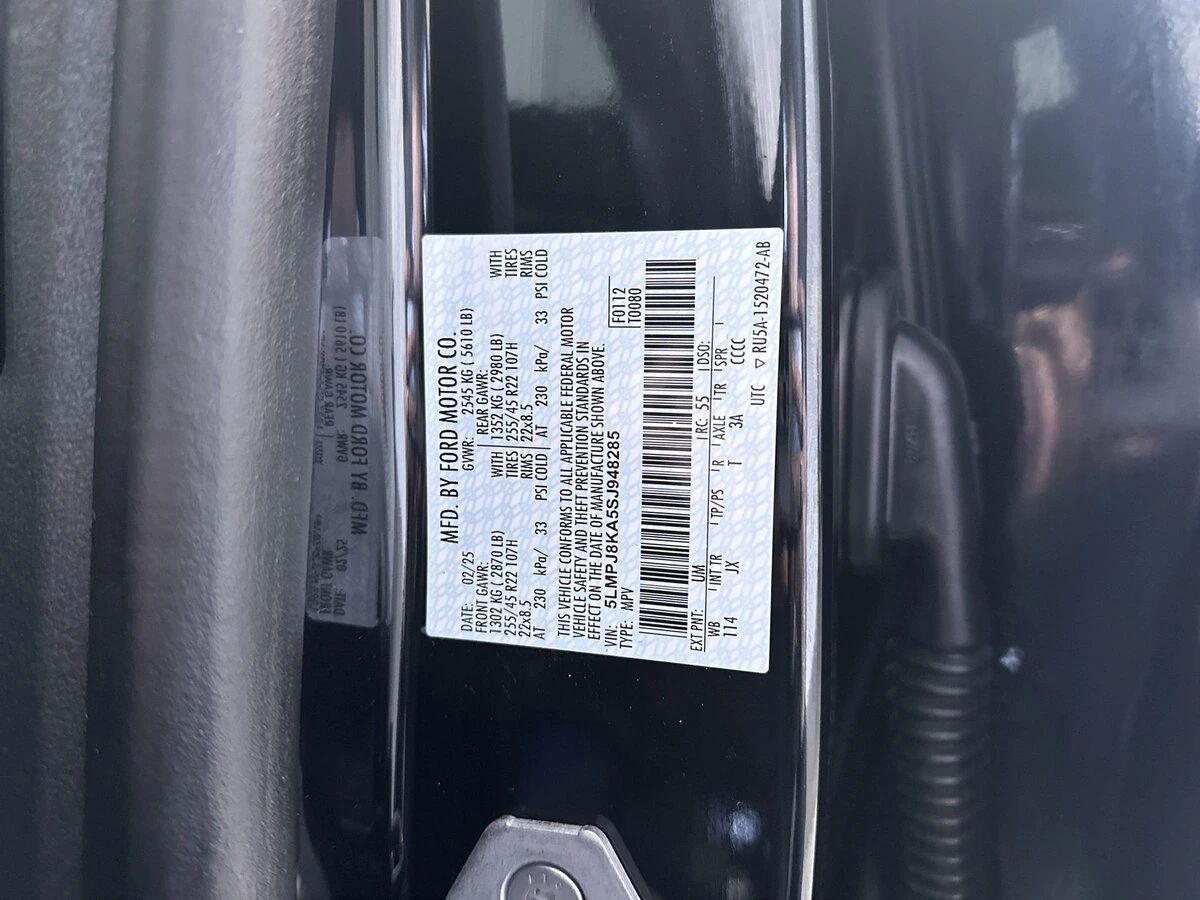 MFD. BY FORD MOTOR CO.
DATE: 02/25 GVWR: 2545 KG ( 5610 LB)
FRONT GAWR: REAR GAWR:
1302 KG ( 2870 LB) WITH 1352 KG ( 2980 LB) WITH
255/45 R22 107H TIRES 255/45 R22 107H TIRES
22x8.5 RIMS 22x8.5 RIMS
AT 230 kPa/ 33 PSI COLD AT 230 kPa/ 33 PSI COLD
THIS VEHICLE CONFORMS TO ALL APPLICABLE FEDERAL MOTOR
VEHICLE SAFETY AND THEFT PREVENTION STANDARDS IN
EFFECT ON THE DATE OF MANUFACTURE SHOWN ABOVE.
VIN: 5LMPJ8KA5SJ948285 F0112
TYPE: MPV T0080
EXT PNT: UM RC: 55 DSO:
WB INT TR TP/PS R AXLE TR SPR
114 JX T 3A CCCC
UTC ▽ RU5A-1520472-AB